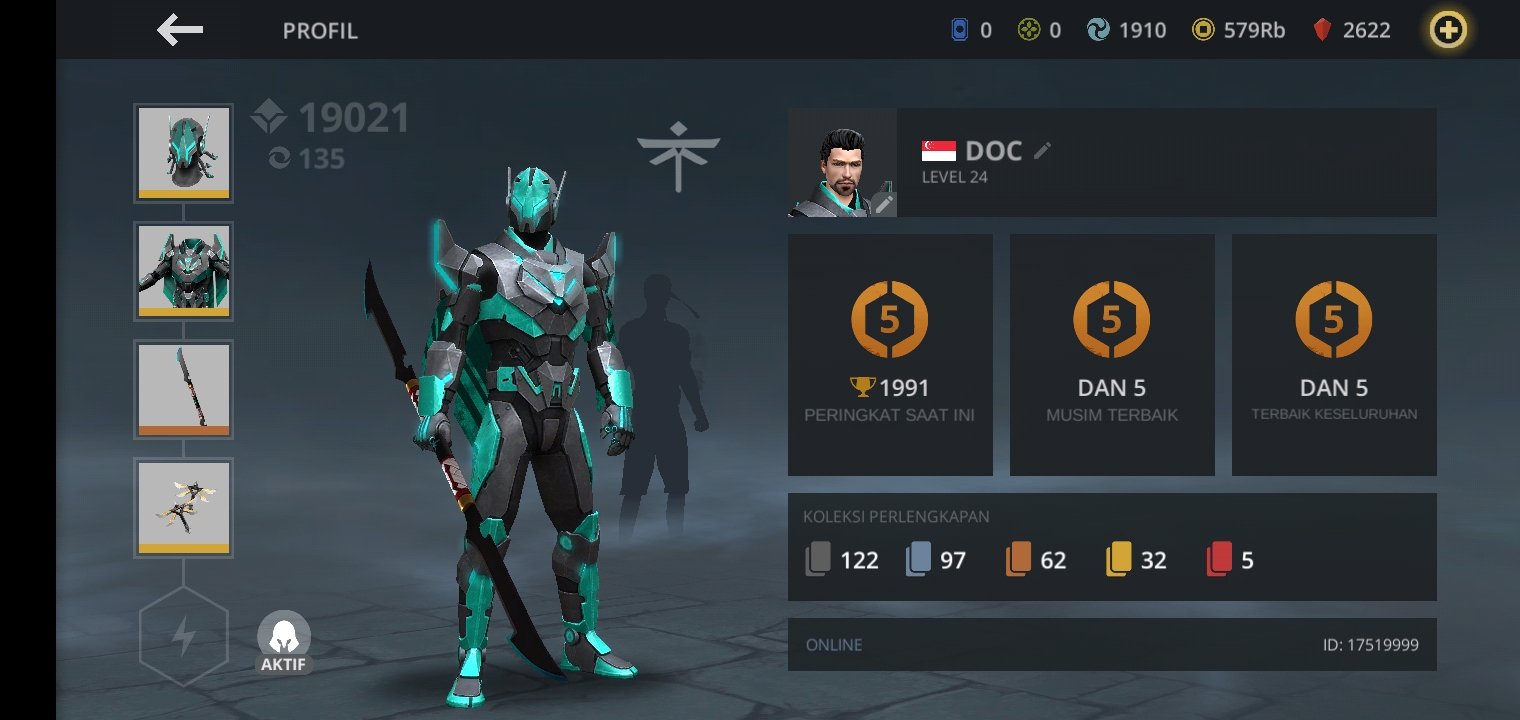 PROFIL
0
0
1910
579Rb
2622
19021
135
DOC
LEVEL 24
5
1991
PERINGKAT SAAT INI
5
DAN 5
MUSIM TERBAIK
5
DAN 5
TERBAIK KESELURUHAN
KOLEKSI PERLENGKAPAN
122
97
62
32
5
AKTIF
ONLINE
ID: 17519999